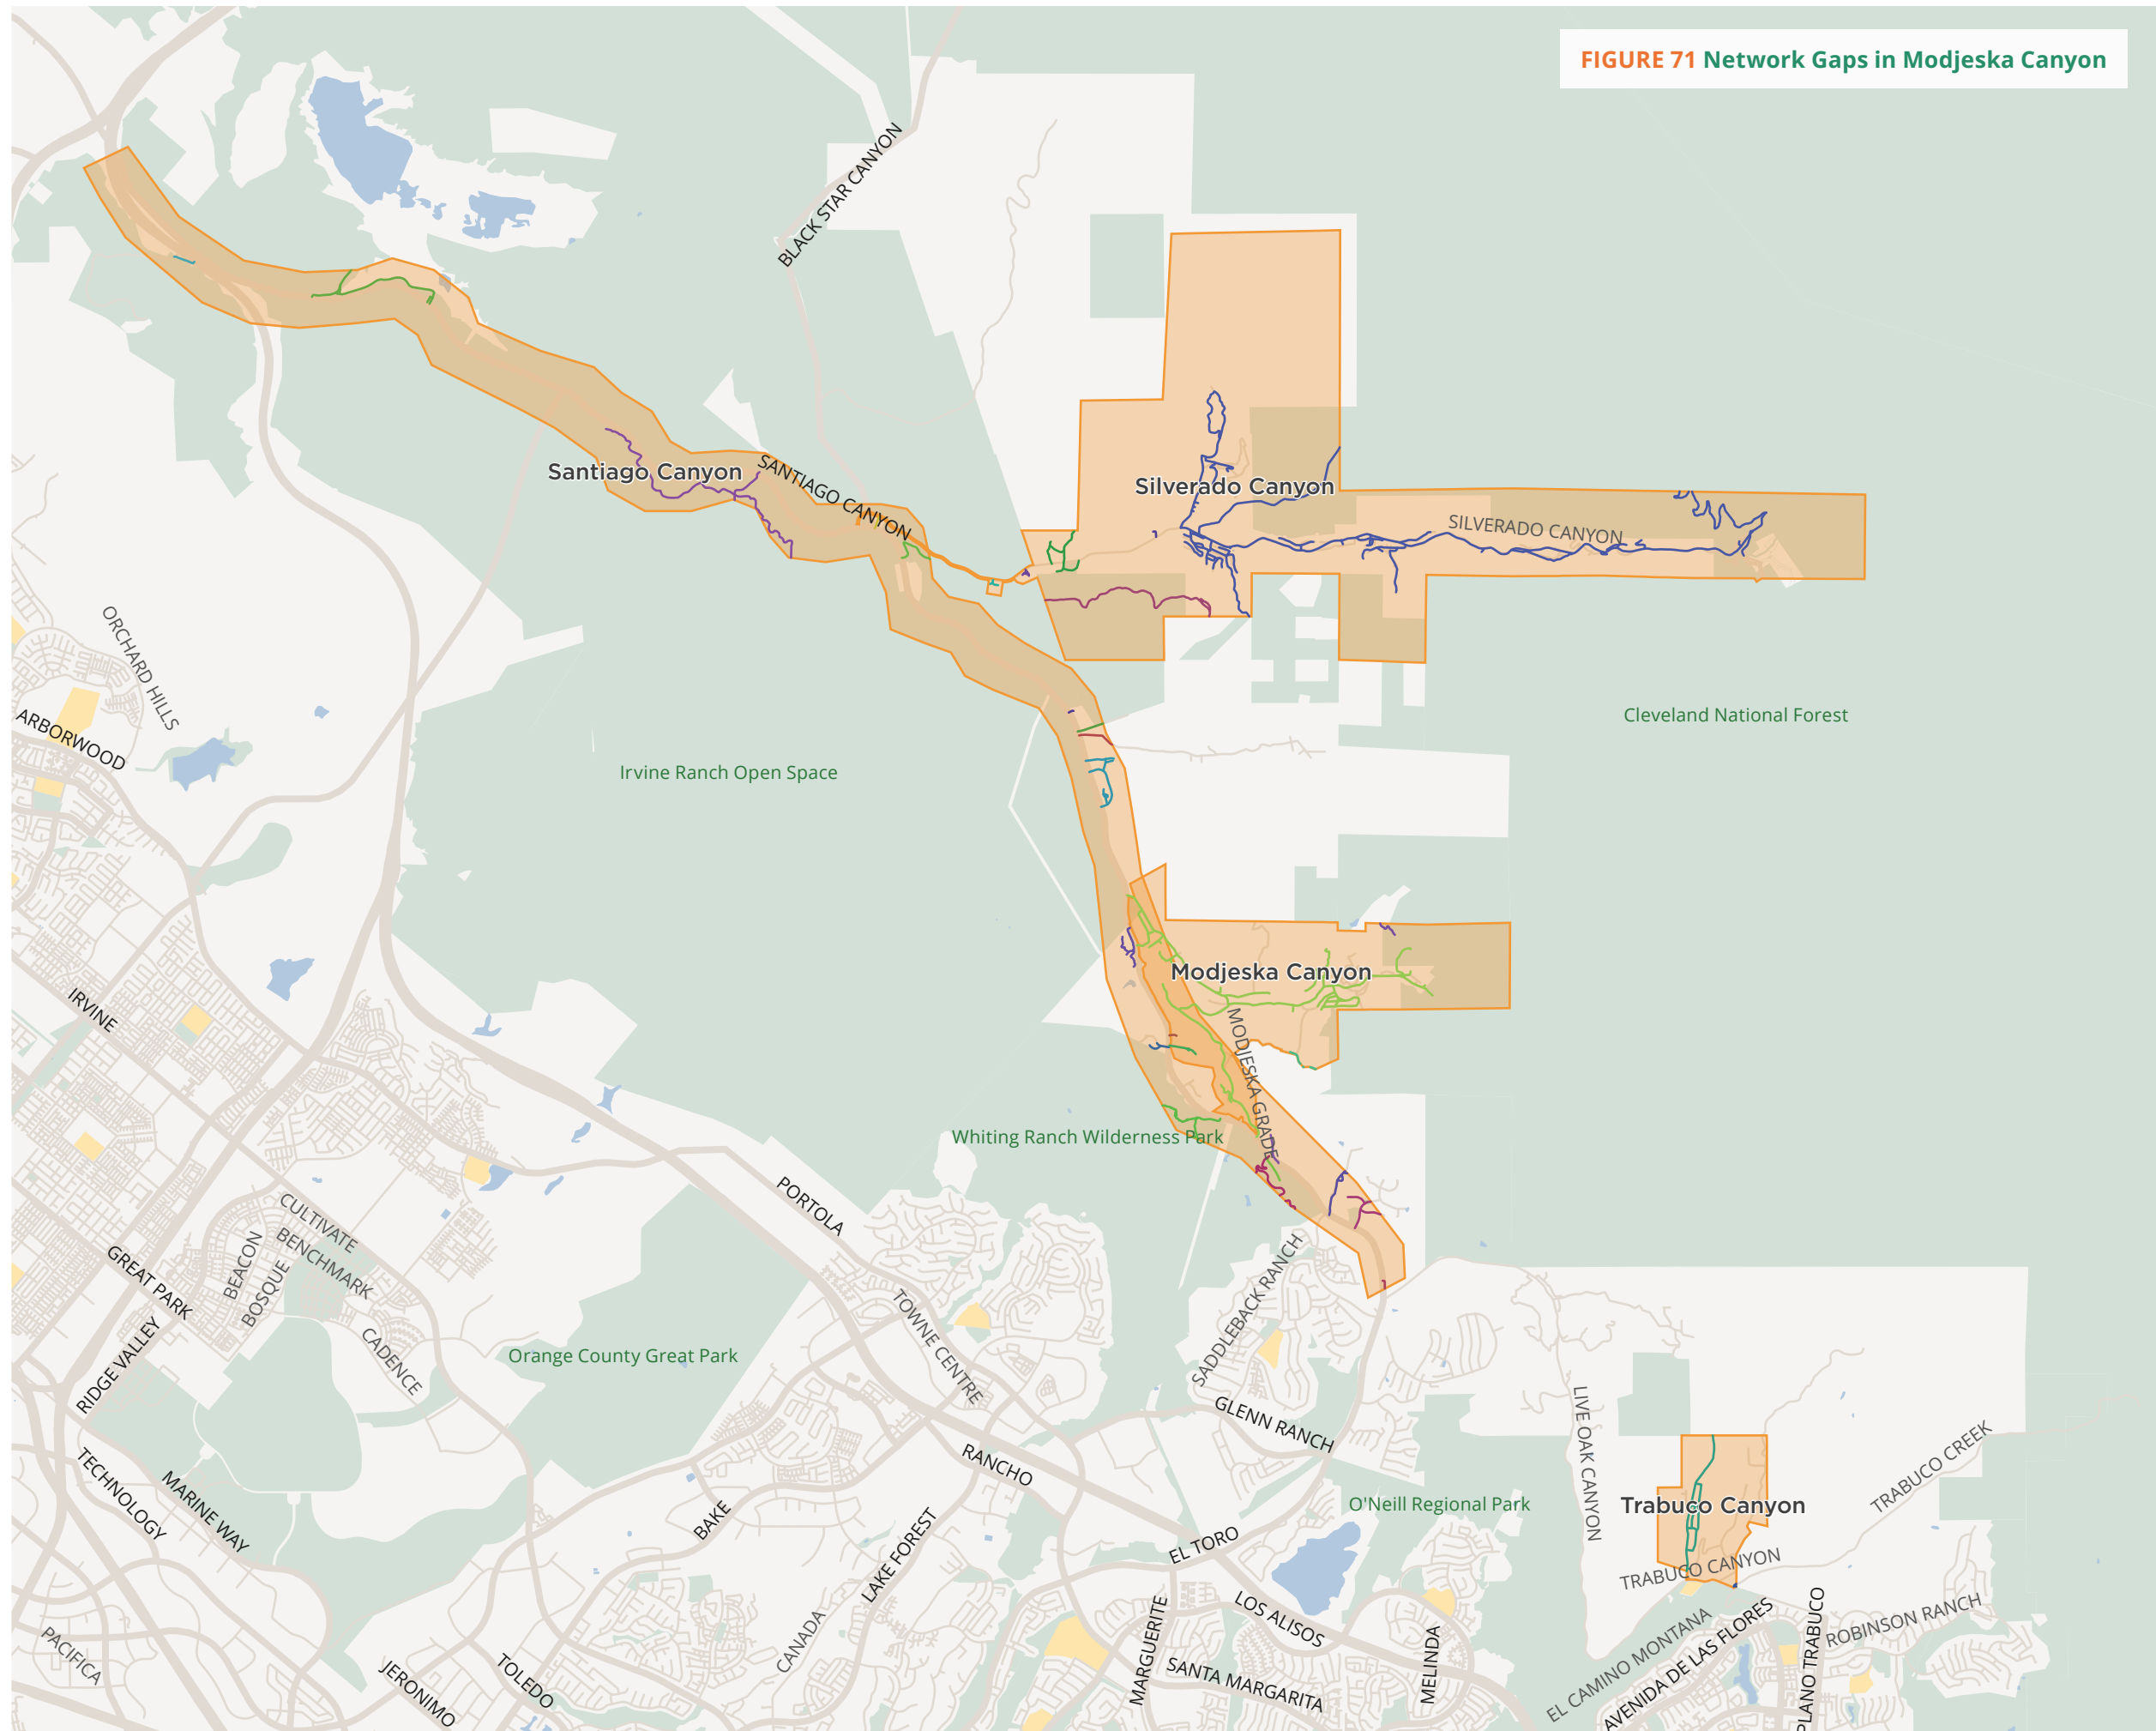 FIGURE 71 Network Gaps in Modjeska Canyon
BLACK STAR CANYON
Santiago Canyon
SANTIAGO CANYON
Silverado Canyon
SILVERADO CANYON
ORCHARD HILLS
ARBORWOOD
Cleveland National Forest
Irvine Ranch Open Space
Modjeska Canyon
IRVINE
MODJESKA GRADE
Whiting Ranch Wilderness Park
PORTOLA
CULTIVATE
BENCHMARK
BEACON
BOSQUE
GREAT PARK
RIDGE VALLEY
CADENCE
Orange County Great Park
TOWNE CENTRE
SADDLEBACK RANCH
GLENN RANCH
LIVE OAK CANYON
TRABUCO CREEK
RANCHO
TECHNOLOGY
MARINE WAY
BAKE
LAKE FOREST
EL TORO
O'Neill Regional Park
Trabuco Canyon
TRABUCO CANYON
PACIFICA
JERONIMO
TOLEDO
CANADA
MARGUERITE
LOS ALISOS
SANTA MARGARITA
MELINDA
EL CAMINO MONTANA
AVENIDA DE LAS FLORES
PLANO TRABUCO
ROBINSON RANCH